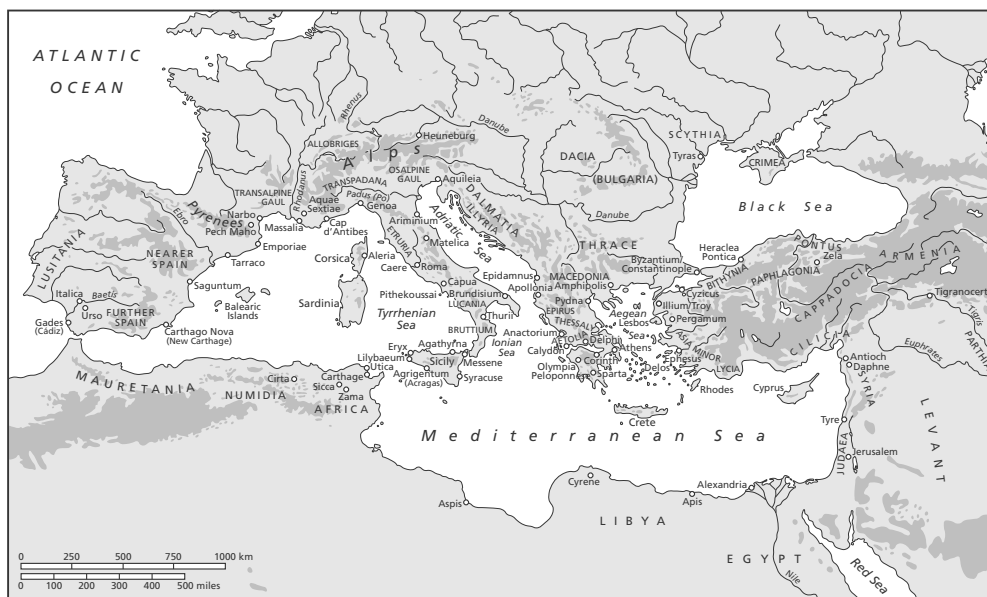 ATLANTIC
OCEAN
Rhenus
Heuneburg
Danube
SCYTHIA
Tyras
CRIMEA
ALLOBRIGES
Alps
OSALPINE
GAUL
DACIA
(BULGARIA)
TRANSPADANA
Aquileia
TRANSALPINE
GAUL
Rhodanus
Aquae
Sextiae
Padus (Po)
Genoa
DALMATIA
ILLYRIA
Danube
Black Sea
Pyrenees
Narbo
Pech Maho
Massalia
Cap
d'Antibes
Ariminium
Adriatic Sea
Ebro
Emporiae
ETRURIA
Matelica
THRACE
Heraclea
Pontica
PONTUS
Zela
ARMENIA
LUSITANIA
NEARER
SPAIN
Tarraco
Corsica
Aleria
Caere
Roma
Epidamnus
Apollonia
MACEDONIA
Amphipolis
Byzantium/
Constantinople
BITHYNIA
PAPHLAGONIA
CAPPADOCIA
Saguntum
Capua
Brundisium
LUCANIA
Pydna
EPIRUS
Cyzicus
Illium/Troy
Pergamum
Tigranocerta
Tigris
Italica
Baetis
Urso
FURTHER
SPAIN
Balearic
Islands
Sardinia
Pithekoussai
Tyrrhenian
Sea
Thurii
THESSALY
Aegean
Sea
Lesbos
Gades
(Cádiz)
Carthago Nova
(New Carthage)
BRUTTIUM
Ionian
Sea
Anactorium
AETOLIA
Delphi
Calydon
Athens
ASIA MINOR
CILICIA
Euphrates
PARTHIA
Agathyrna
Eryx
Lilybaeum
Utica
Sicily
Messene
Corinth
Ephesus
LYCIA
Antioch
Daphne
MAURETANIA
Cirta
Carthage
Sicca
Agrigentum
(Acragas)
Syracuse
Olympia
Peloponnese
Sparta
Delos
Rhodes
Cyprus
SYRIA
NUMIDIA
Zama
AFRICA
Crete
LEVANT
Mediterranean Sea
Tyre
JUDAEA
Jerusalem
Aspis
Cyrene
Apis
Alexandria
LIBYA
EGYPT
Nile
Red Sea
0 250 500 750 1000 km
0 100 200 300 400 500 miles